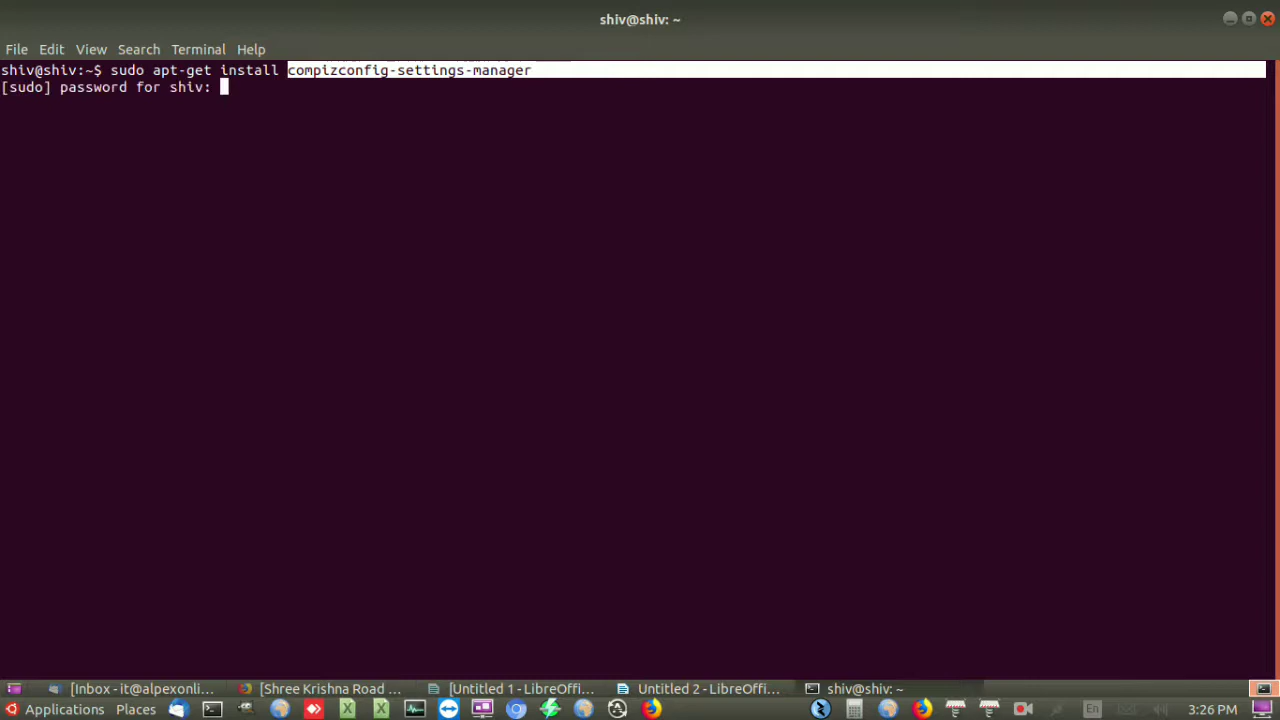 shiv@shiv: ~
File Edit View Search Terminal Help
shiv@shiv:~$ sudo apt-get install compizconfig-settings-manager
[sudo] password for shiv:
[Inbox - it@alpexonli... [Shree Krishna Road ... [Untitled 1 - LibreOffi... Untitled 2 - LibreOffi... shiv@shiv: ~
Applications Places En 3:26 PM